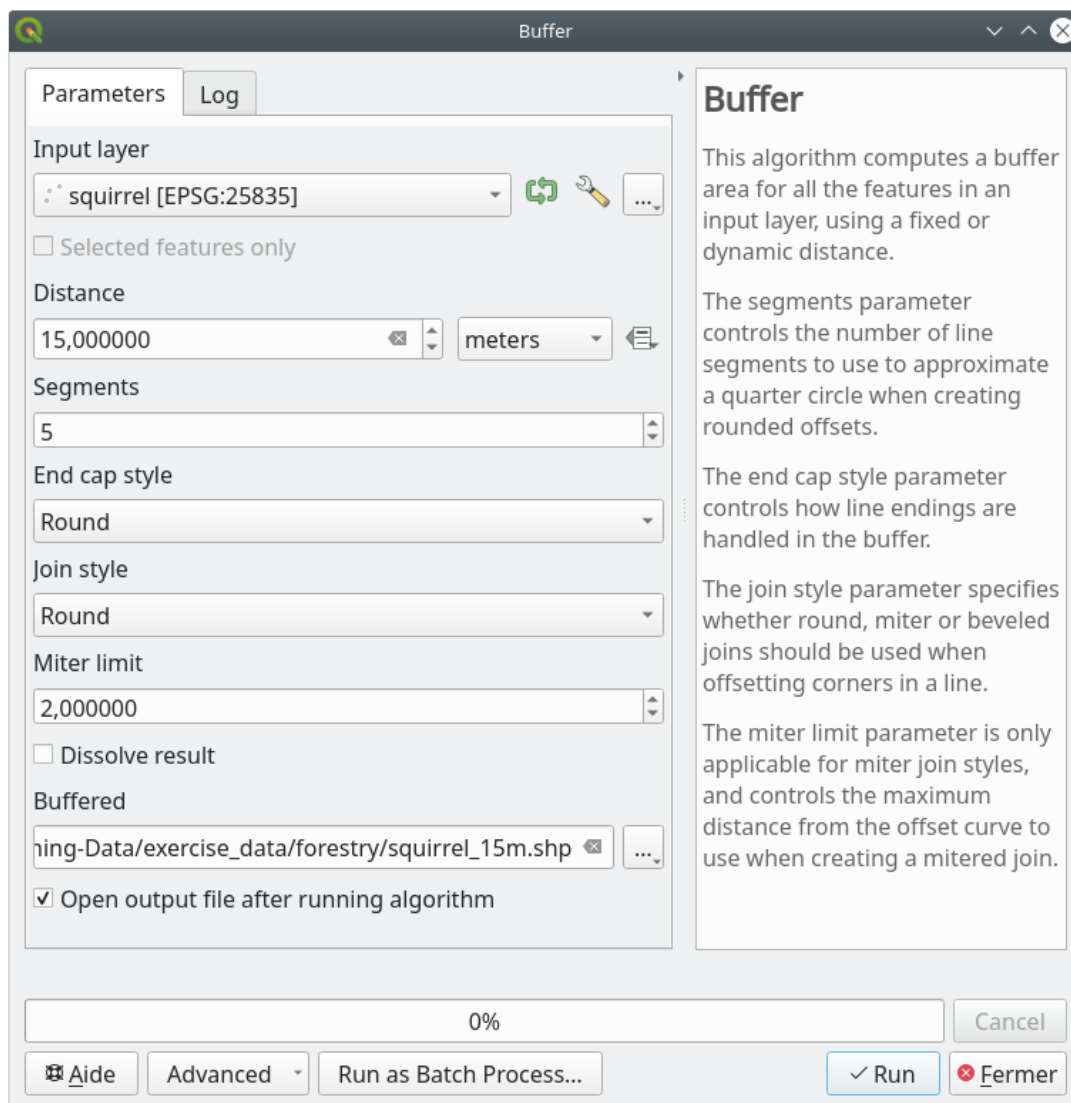 Buffer
Parameters
Log
Input layer
squirrel [EPSG:25835]
...
Selected features only
Distance
15,000000
meters
Segments
5
End cap style
Round
Join style
Round
Miter limit
2,000000
Dissolve result
Buffered
ning-Data/exercise_data/forestry/squirrel_15m.shp
...
Open output file after running algorithm
Buffer
This algorithm computes a buffer
area for all the features in an
input layer, using a fixed or
dynamic distance.
The segments parameter
controls the number of line
segments to use to approximate
a quarter circle when creating
rounded offsets.
The end cap style parameter
controls how line endings are
handled in the buffer.
The join style parameter specifies
whether round, miter or beveled
joins should be used when
offsetting corners in a line.
The miter limit parameter is only
applicable for miter join styles,
and controls the maximum
distance from the offset curve to
use when creating a mitered join.
0%
Cancel
Aide
Advanced
Run as Batch Process...
Run
Fermer